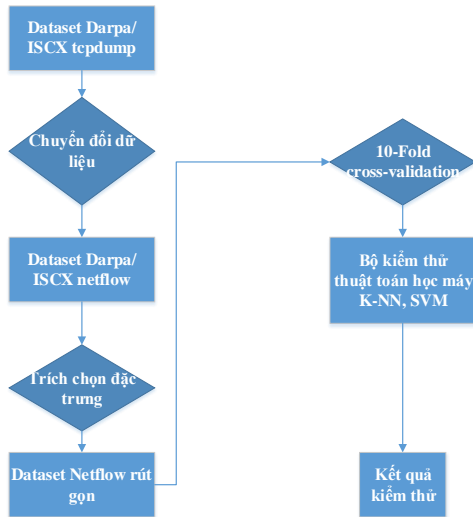 Dataset Darpa/
ISCX tcpdump
Chuyển đổi dữ
liệu
Dataset Darpa/
ISCX netflow
Trích chọn đặc
trưng
Dataset Netflow rút
gọn
10-Fold
cross-validation
Bộ kiểm thử
thuật toán học máy
K-NN, SVM
Kết quả
kiểm thử